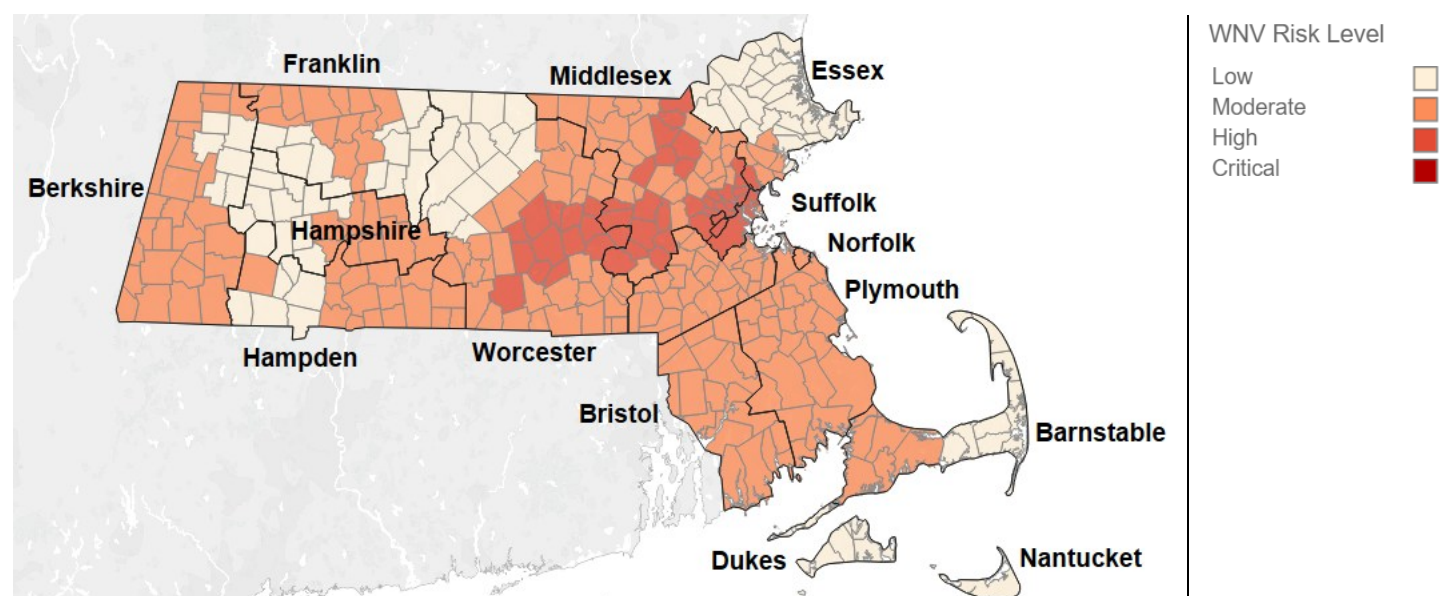 Franklin
Middlesex
Essex
Berkshire
Suffolk
Hampshire
Norfolk
Plymouth
Hampden
Worcester
Bristol
Barnstable
Dukes
Nantucket
WNV Risk Level
Low
Moderate
High
Critical